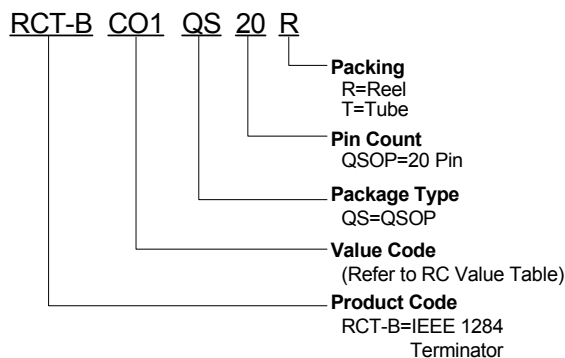 RCT-B CO1 QS 20 R
Packing
R=Reel
T=Tube
Pin Count
QSOP=20 Pin
Package Type
QS=QSOP
Value Code
(Refer to RC Value Table)
Product Code
RCT-B=IEEE 1284
Terminator